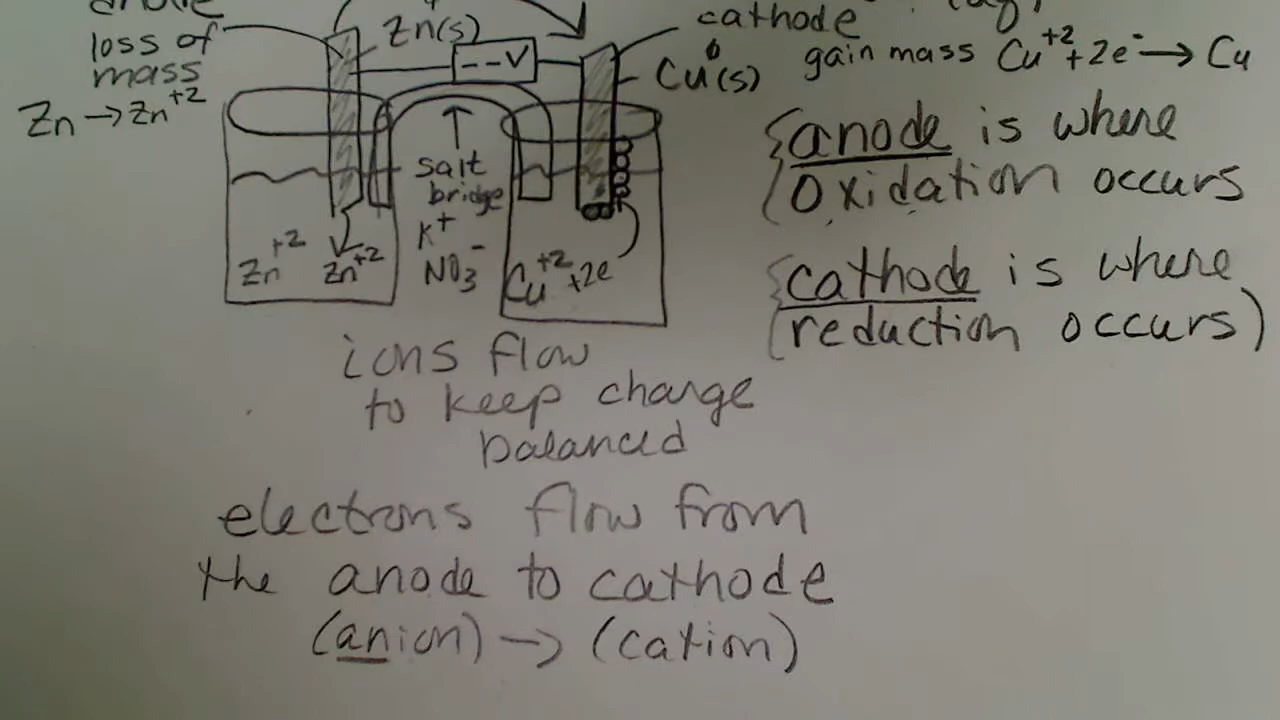 anode
loss of
mass
Zn → Zn⁺²
Zn(s)
--V
cathode
Cu⁰(s)
gain mass Cu⁺² + 2e⁻ → Cu
salt
bridge
K⁺
NO₃⁻
Zn⁺²
Zn⁺²
Cu⁺² +2e
{anode is where
Oxidation occurs
{cathode is where
reduction occurs)
ions flow
to keep charge
balanced
electrons flow from
the anode to cathode
(anion) → (cation)